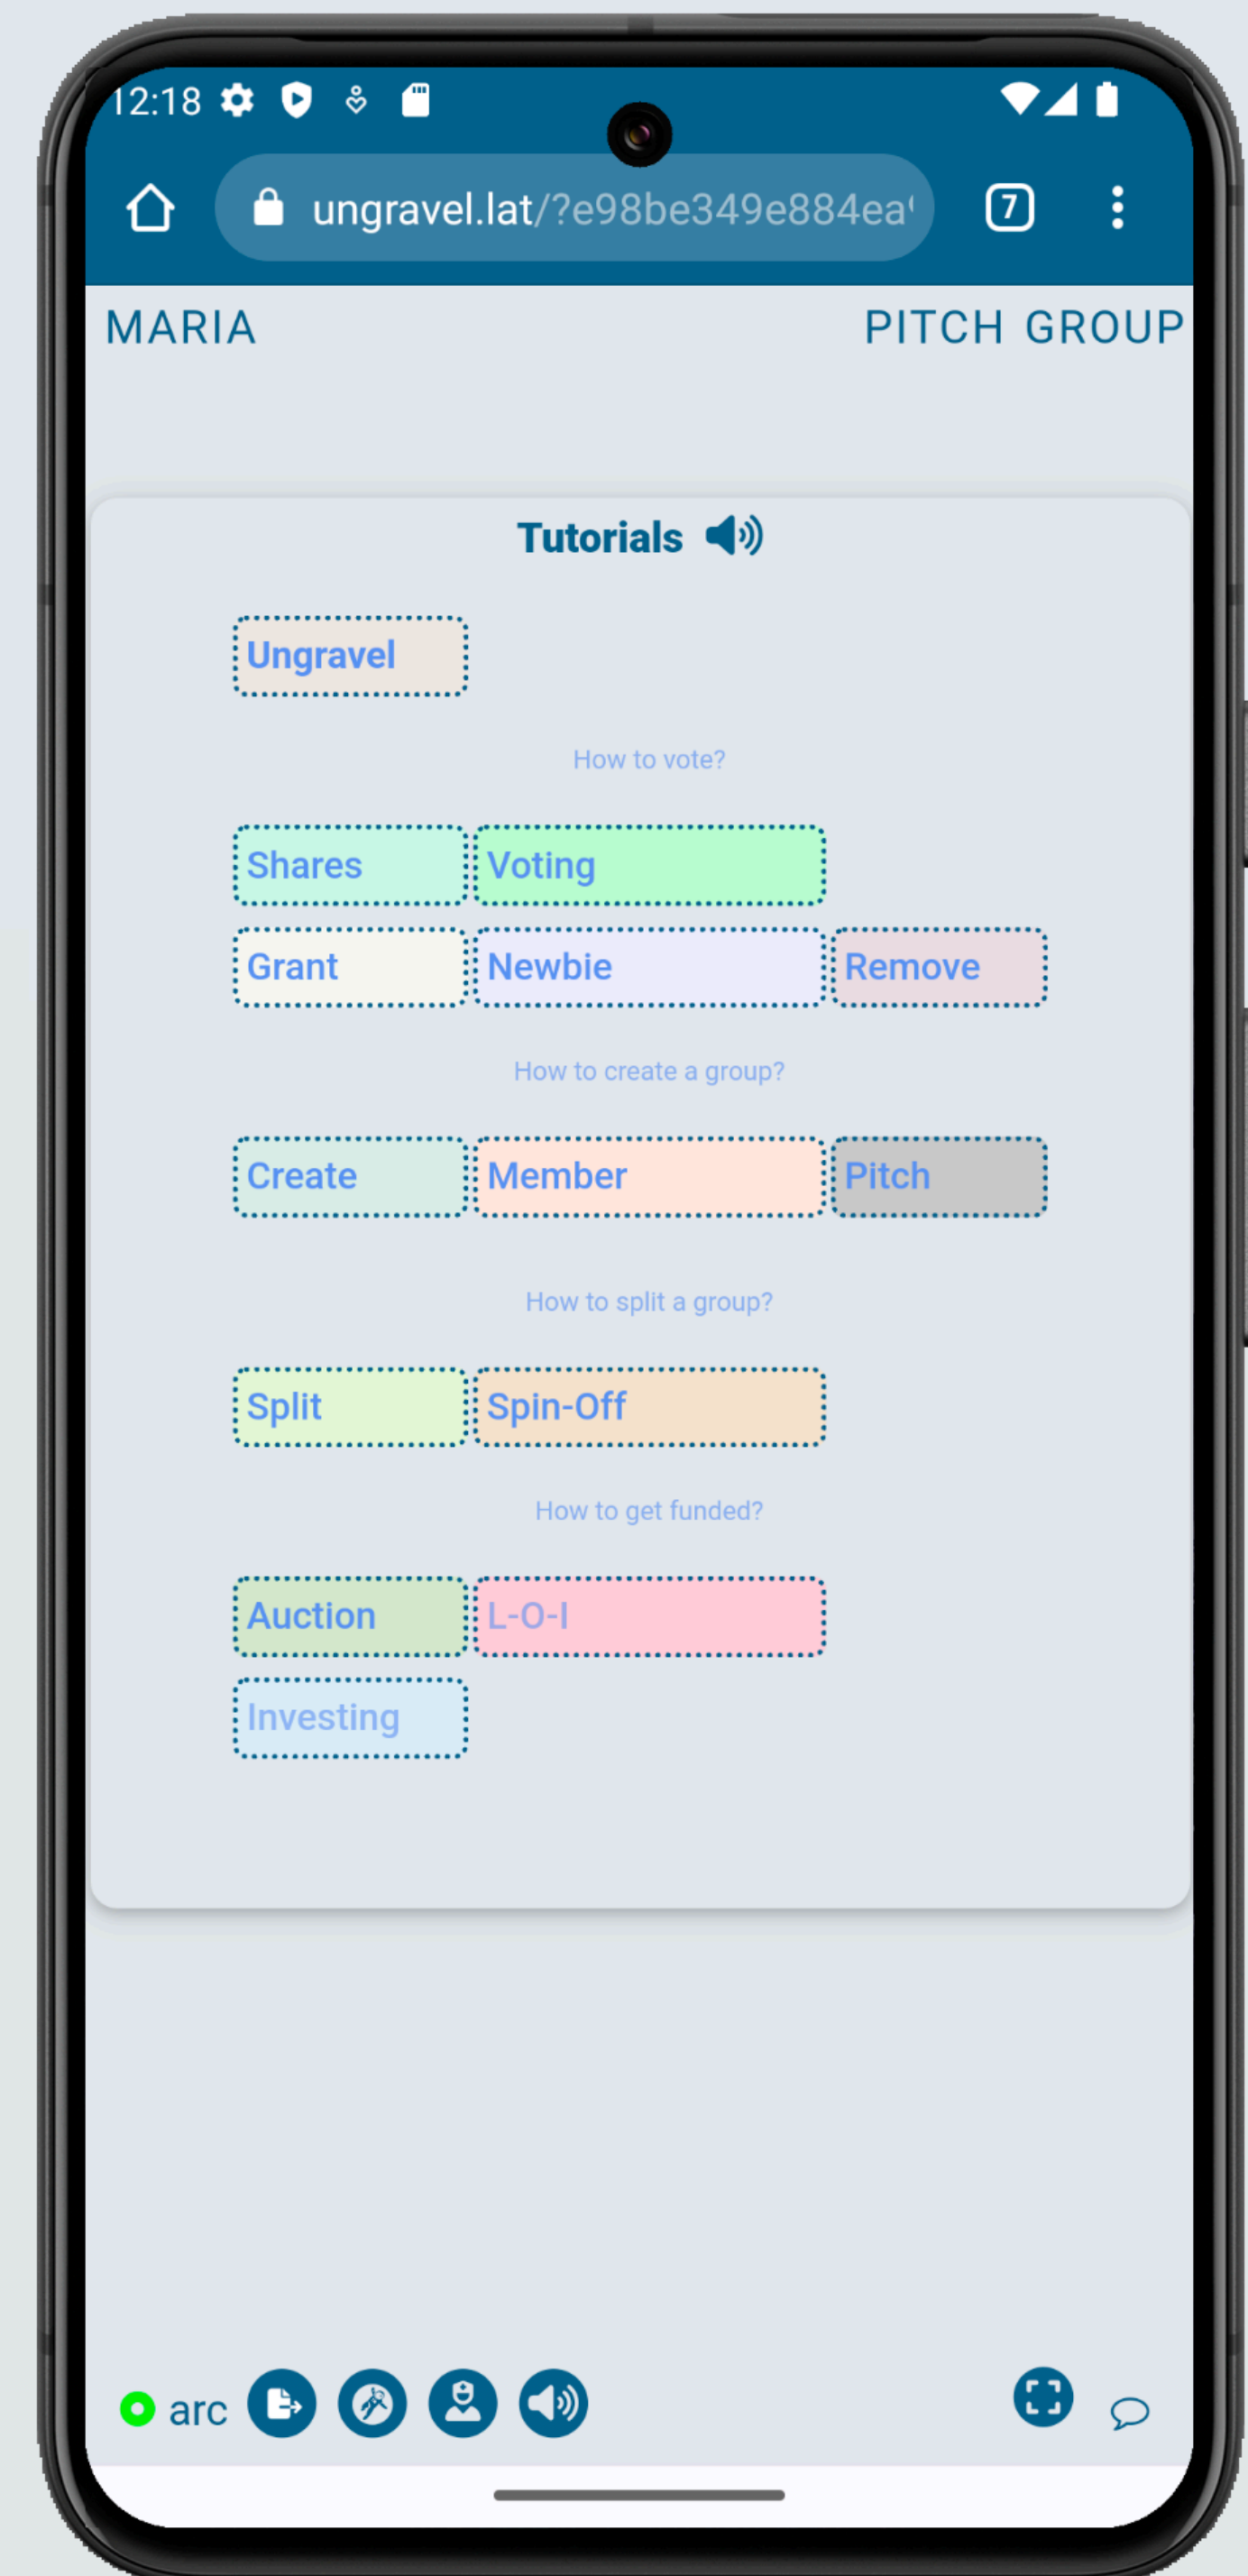 12:18
ungravel.lat/?e98be349e884ea
7
MARIA PITCH GROUP
Tutorials
Ungravel
How to vote?
Shares Voting
Grant Newbie Remove
How to create a group?
Create Member Pitch
How to split a group?
Split Spin-Off
How to get funded?
Auction L-O-I
Investing
arc